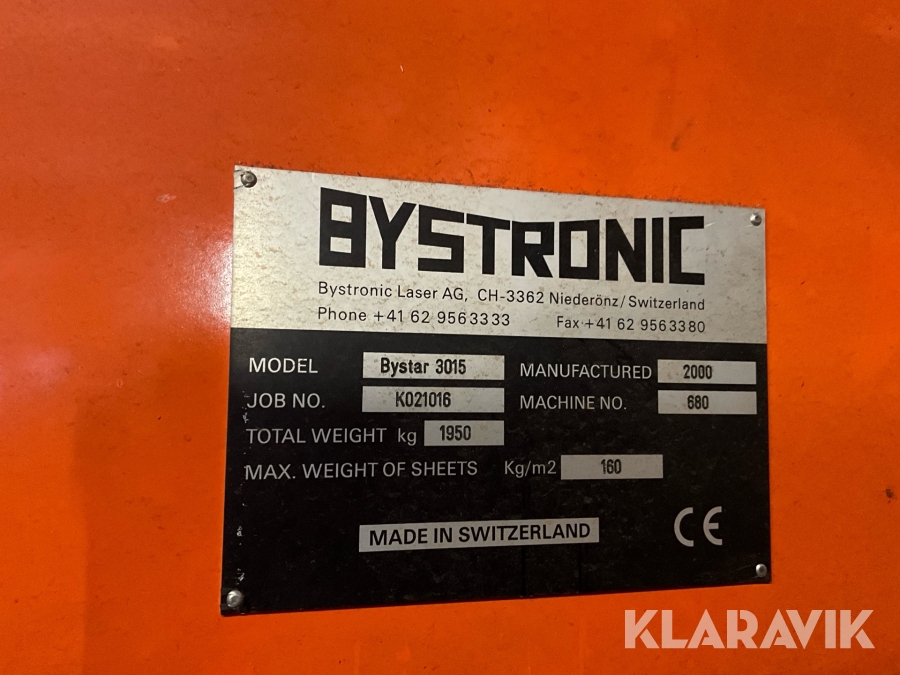 BYSTRONIC
Bystronic Laser AG, CH-3362 Niederönz/Switzerland
Phone +41 62 9563333 Fax +41 62 9563380
MODEL Bystar 3015 MANUFACTURED 2000
JOB NO. K021016 MACHINE NO. 680
TOTAL WEIGHT kg 1950
MAX. WEIGHT OF SHEETS Kg/m2 160
MADE IN SWITZERLAND CE
KLARAVIK